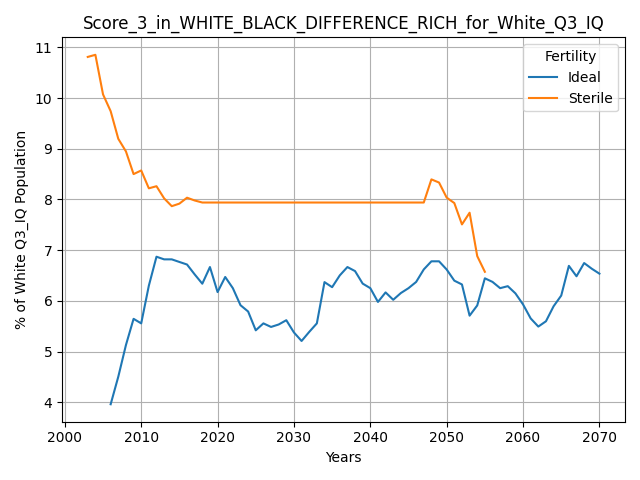 Score_3_in_WHITE_BLACK_DIFFERENCE_RICH_for_White_Q3_IQ
% of White Q3_IQ Population
11
10
9
8
7
6
5
4
Fertility
Ideal
Sterile
2000 2010 2020 2030 2040 2050 2060 2070
Years